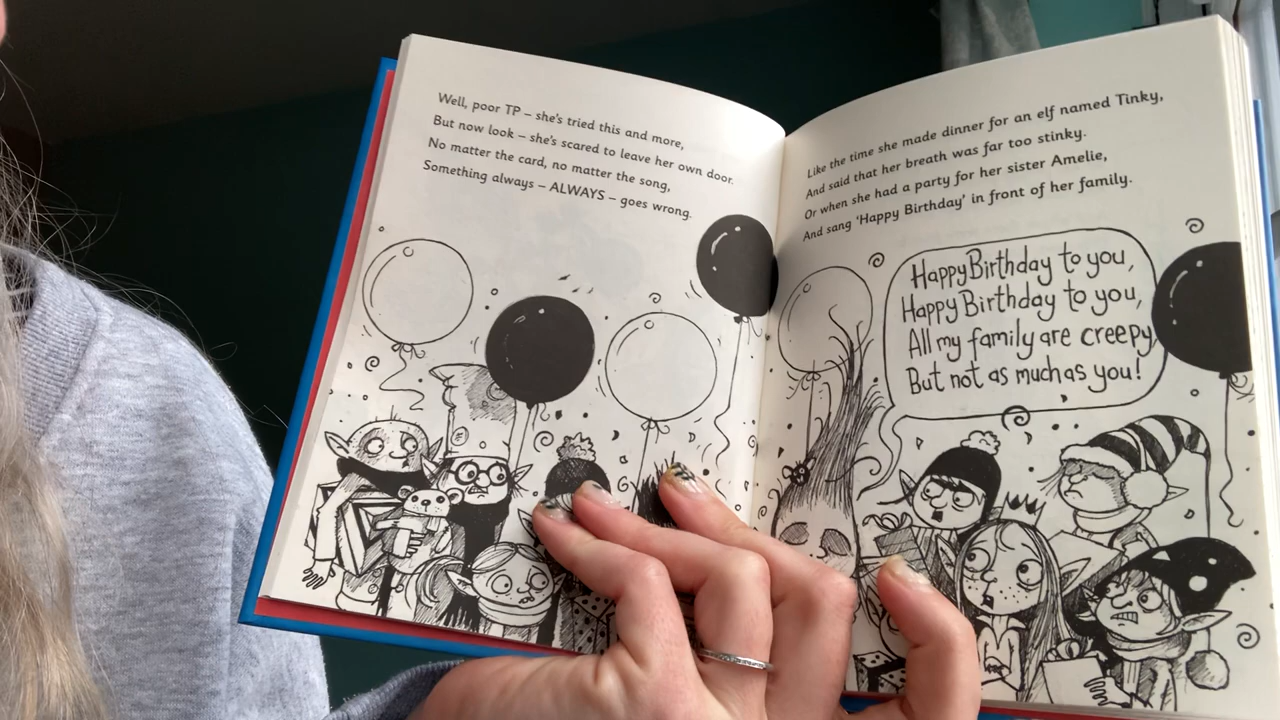 Well, poor TP – she's tried this and more,
But now look – she's scared to leave her own door.
No matter the card, no matter the song,
Something always – ALWAYS – goes wrong.
Like the time she made dinner for an elf named Tinky,
And said that her breath was far too stinky.
Or when she had a party for her sister Amelie,
And sang 'Happy Birthday' in front of her family.
Happy Birthday to you,
Happy Birthday to you,
All my family are creepy
But not as much as you!